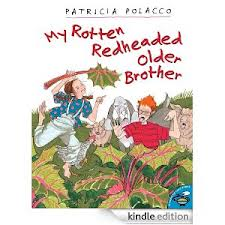 PATRICIA POLACCO
My Rotten
Redheaded
Older
Brother
kindle edition